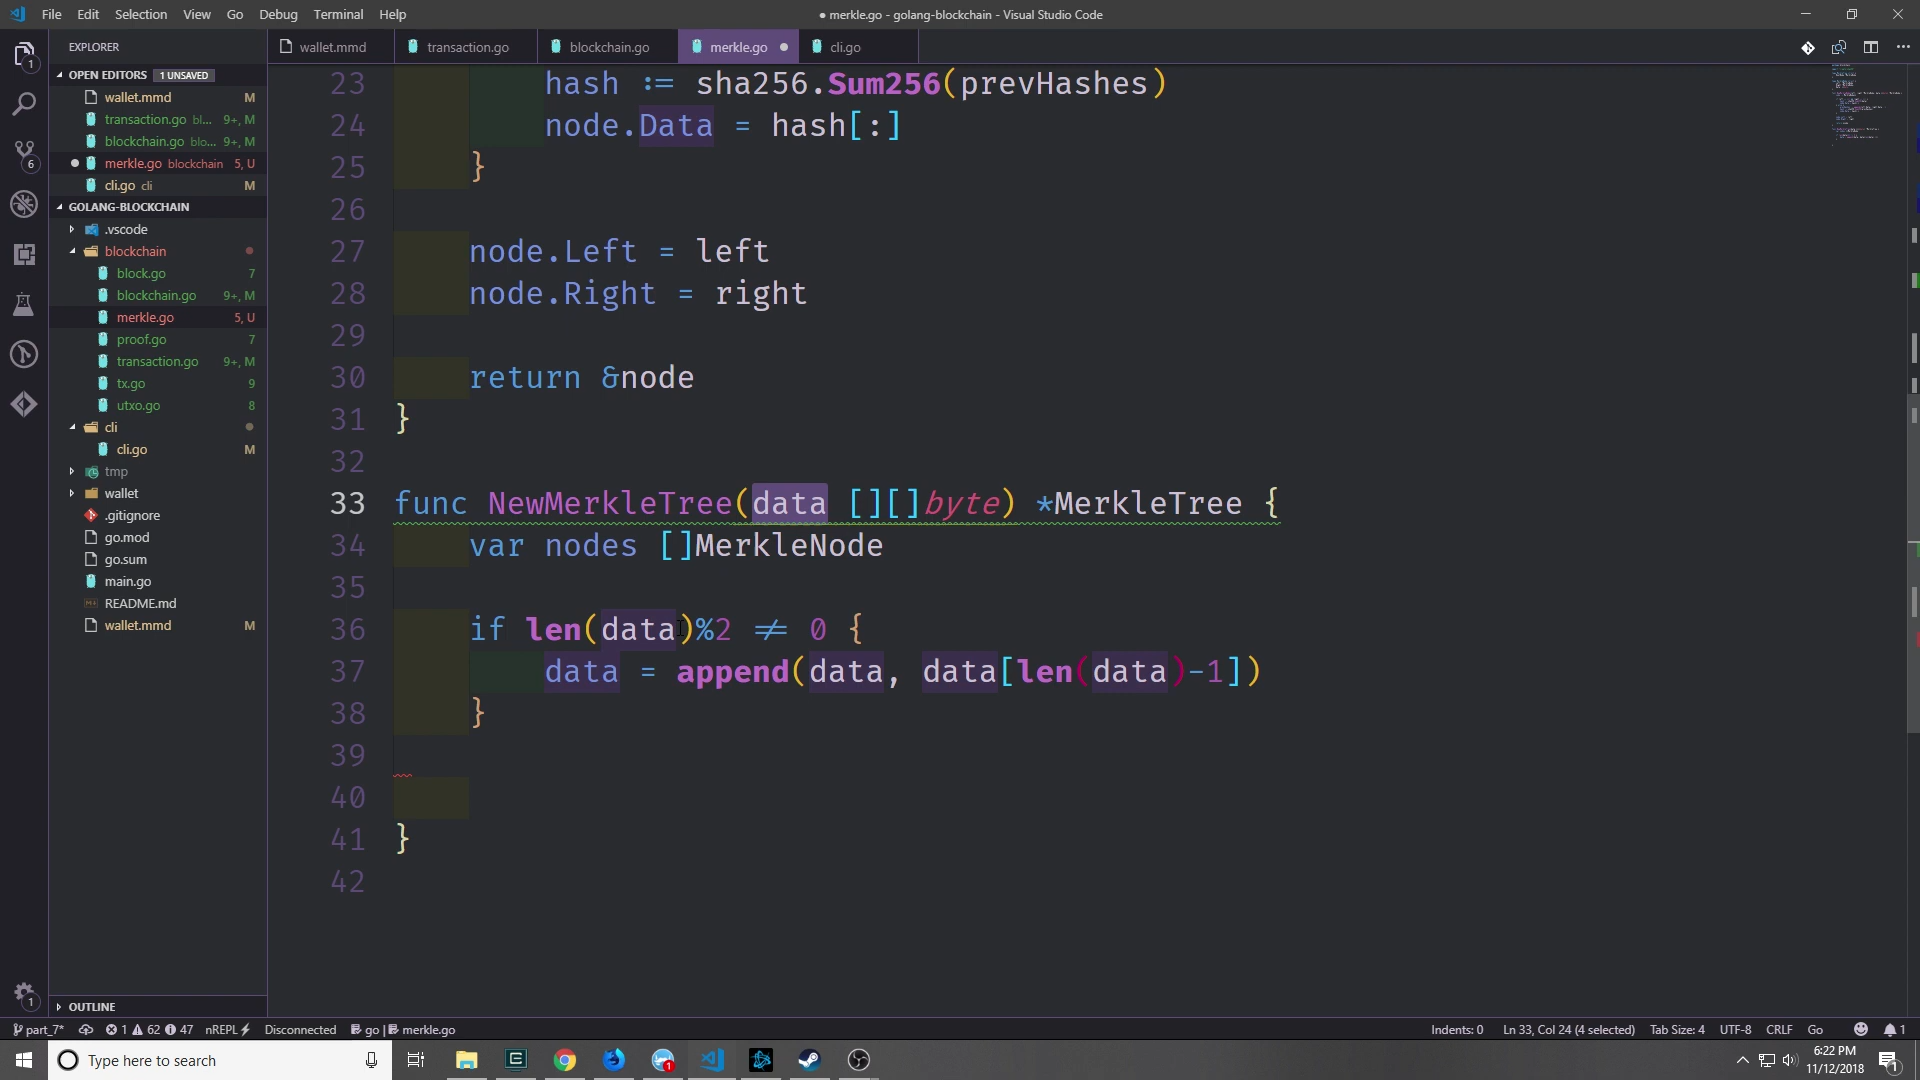 File Edit Selection View Go Debug Terminal Help
● merkle.go - golang-blockchain - Visual Studio Code
EXPLORER
wallet.mmd
transaction.go
blockchain.go
merkle.go
cli.go
OPEN EDITORS 1 UNSAVED
wallet.mmd M
transaction.go bl... 9+, M
blockchain.go blo... 9+, M
merkle.go blockchain 5, U
cli.go cli M
GOLANG-BLOCKCHAIN
.vscode
blockchain
block.go 7
blockchain.go 9+, M
merkle.go 5, U
proof.go 7
transaction.go 9+, M
tx.go 9
utxo.go 8
cli
cli.go M
tmp
wallet
.gitignore
go.mod
go.sum
main.go
README.md
wallet.mmd M
OUTLINE
1
6
1
23 hash := sha256.Sum256(prevHashes)
24 node.Data = hash[:]
25 }
26
27 node.Left = left
28 node.Right = right
29
30 return &node
31 }
32
33 func NewMerkleTree(data [][]byte) *MerkleTree {
34 var nodes []MerkleNode
35
36 if len(data)%2 ≠ 0 {
37 data = append(data, data[len(data)-1])
38 }
39
40
41 }
42
part_7* 1 62 47 nREPL⚡ Disconnected go | merkle.go
Indents: 0 Ln 33, Col 24 (4 selected) Tab Size: 4 UTF-8 CRLF Go 1
Type here to search
1
6:22 PM
11/12/2018
1